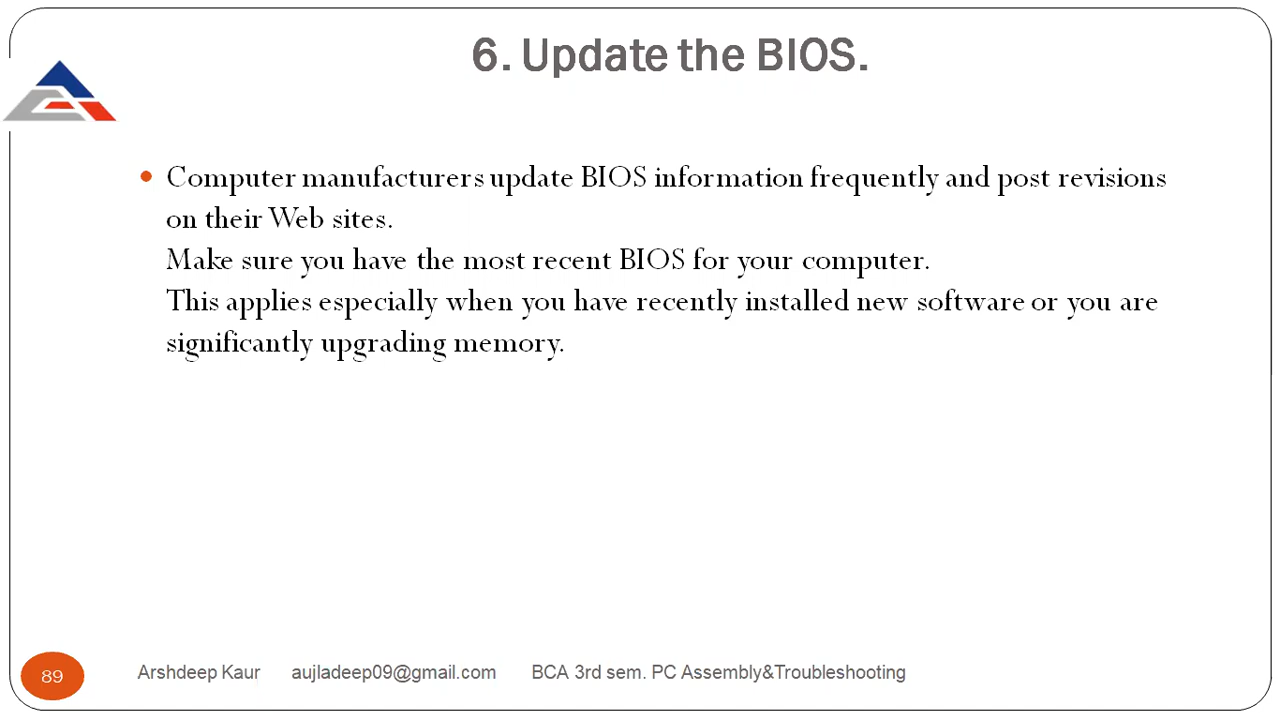 6. Update the BIOS.
• Computer manufacturers update BIOS information frequently and post revisions
on their Web sites.
Make sure you have the most recent BIOS for your computer.
This applies especially when you have recently installed new software or you are
significantly upgrading memory.
89 Arshdeep Kaur aujladeep09@gmail.com BCA 3rd sem. PC Assembly&Troubleshooting